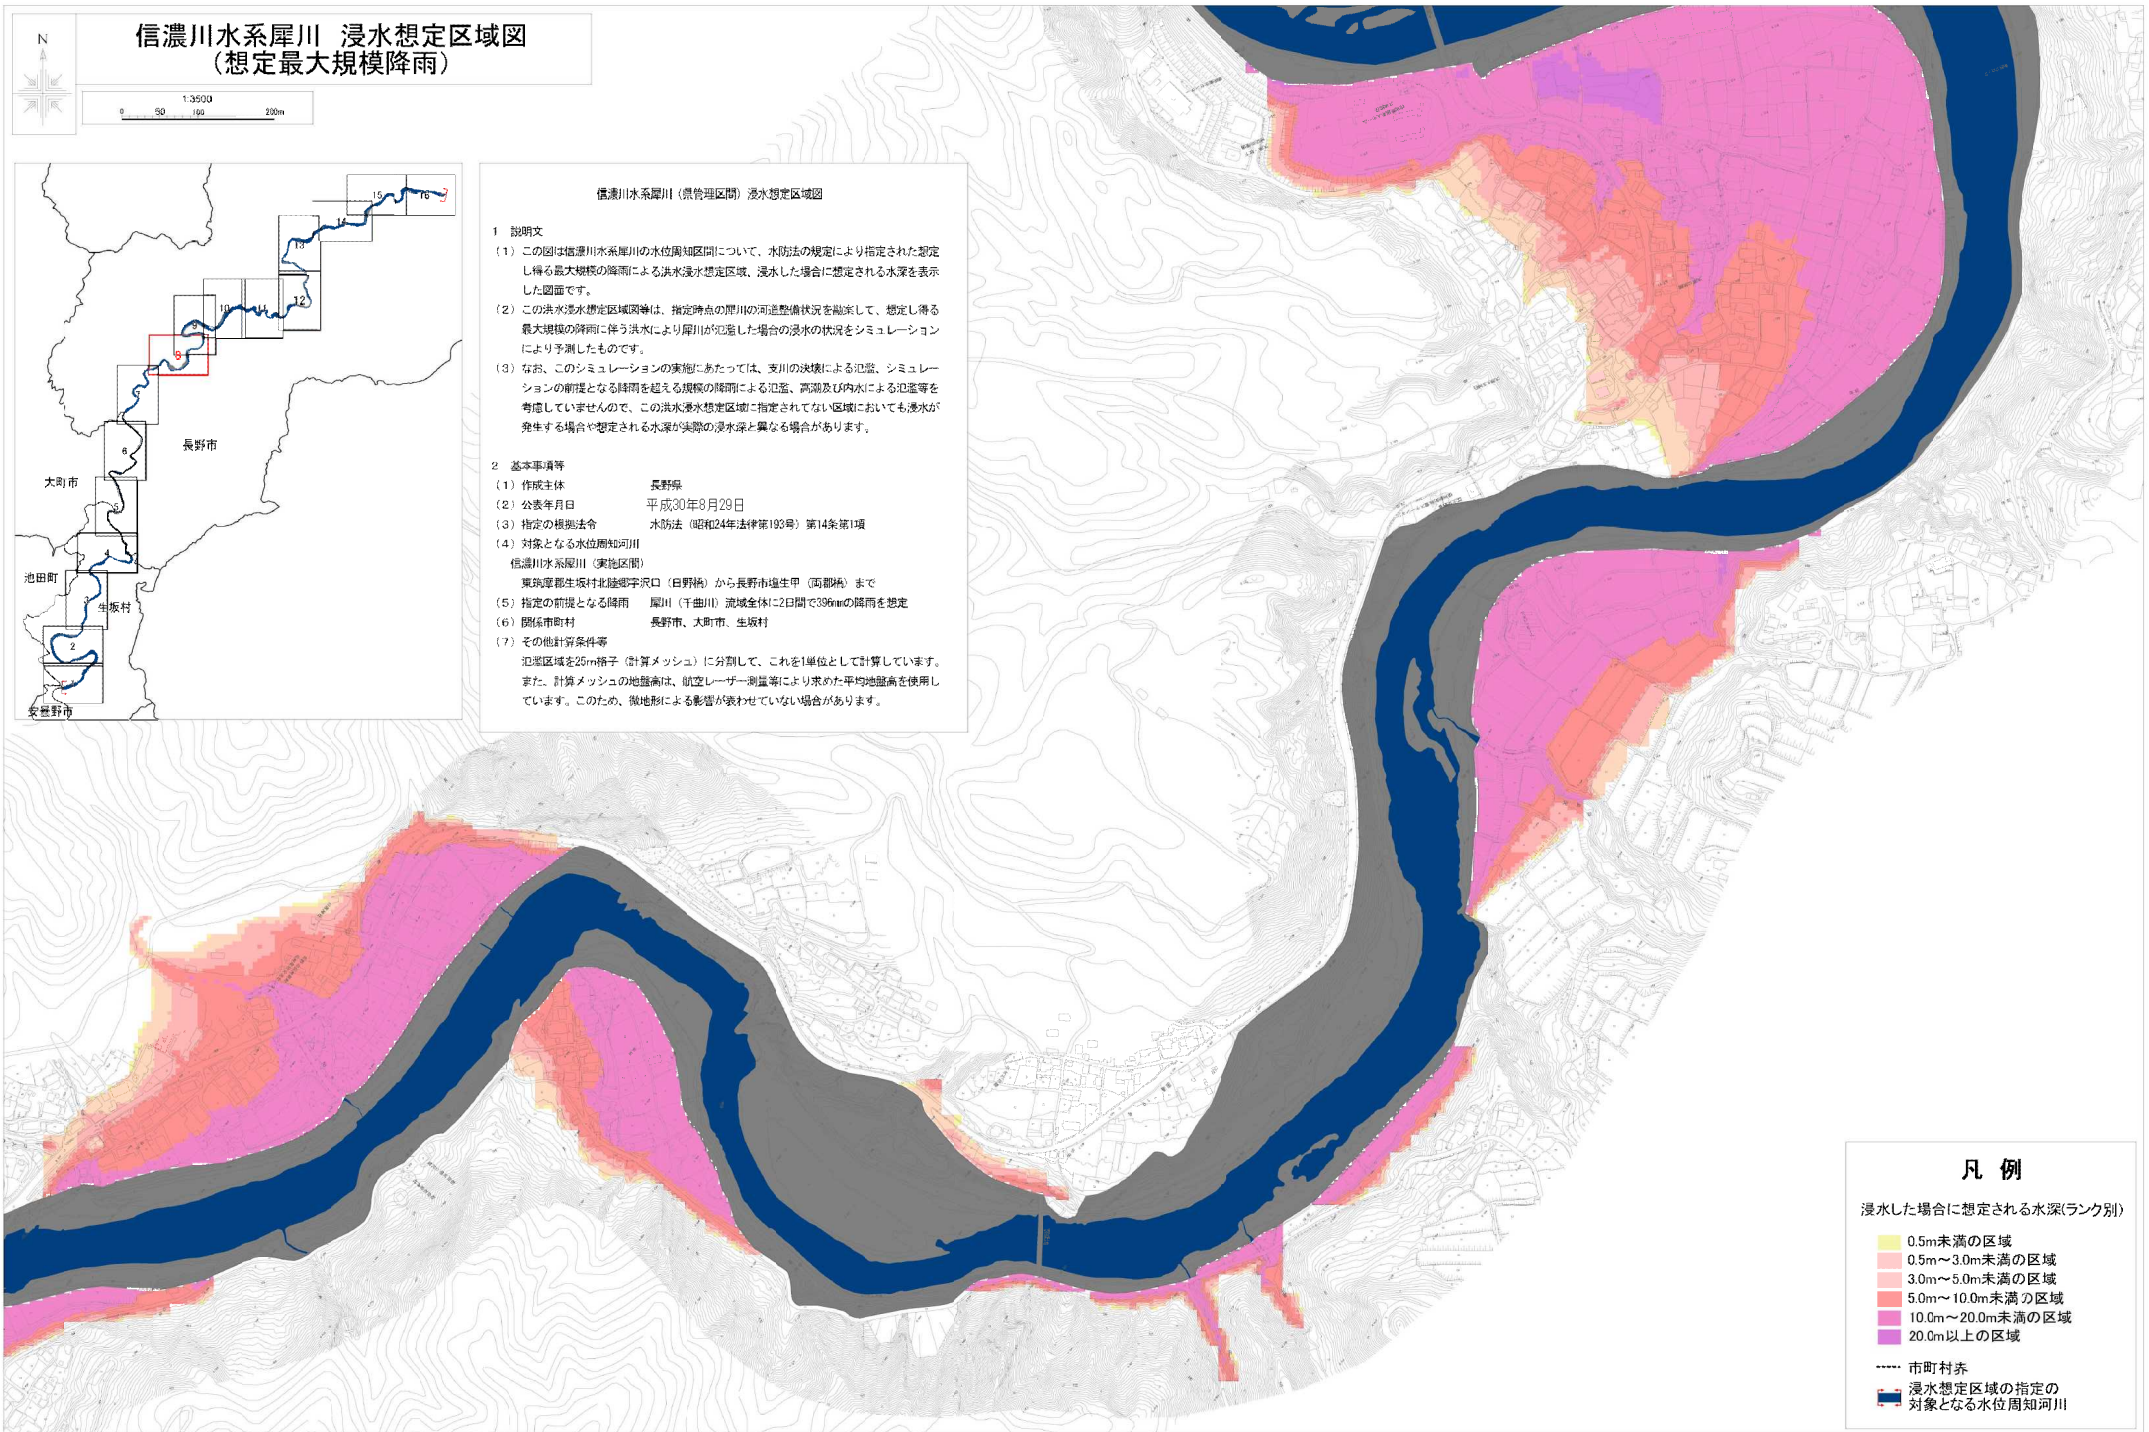 信濃川水系犀川 浸水想定区域図
（想定最大規模降雨）
N
1:3500
0 50 100 200m
16
15
14
13
12
11
10
9
8
7
6
長野市
大町市
5
4
池田町
3
生坂村
2
1
安曇野市
信濃川水系犀川（県管理区間）浸水想定区域図
1 説明文
（1）この図は信濃川水系犀川の水位周知区間について、水防法の規定により指定された想定
し得る最大規模の降雨による洪水浸水想定区域、浸水した場合に想定される水深を表示
した図面です。
（2）この洪水浸水想定区域図等は、指定時点の犀川の河道整備状況を勘案して、想定し得る
最大規模の降雨に伴う洪水により犀川が氾濫した場合の浸水の状況をシミュレーション
により予測したものです。
（3）なお、このシミュレーションの実施にあたっては、支川の決壊による氾濫、シミュレー
ションの前提となる降雨を超える規模の降雨による氾濫、高潮及び内水による氾濫等を
考慮していませんので、この洪水浸水想定区域に指定されてない区域においても浸水が
発生する場合や想定される水深が実際の浸水深と異なる場合があります。
2 基本事項等
（1）作成主体 長野県
（2）公表年月日 平成30年8月29日
（3）指定の根拠法令 水防法（昭和24年法律第193号）第14条第1項
（4）対象となる水位周知河川
信濃川水系犀川（実施区間）
東筑摩郡生坂村北陸郷字沢口（日野橋）から長野市塩生甲（両郡橋）まで
（5）指定の前提となる降雨 犀川（千曲川）流域全体に2日間で396mmの降雨を想定
（6）関係市町村 長野市、大町市、生坂村
（7）その他計算条件等
氾濫区域を25m格子（計算メッシュ）に分割して、これを1単位として計算しています。
また、計算メッシュの地盤高は、航空レーザー測量等により求めた平均地盤高を使用し
ています。このため、微地形による影響が表わせていない場合があります。
凡 例
浸水した場合に想定される水深(ランク別)
0.5m未満の区域
0.5m～3.0m未満の区域
3.0m～5.0m未満の区域
5.0m～10.0m未満の区域
10.0m～20.0m未満の区域
20.0m以上の区域
市町村界
浸水想定区域の指定の
対象となる水位周知河川